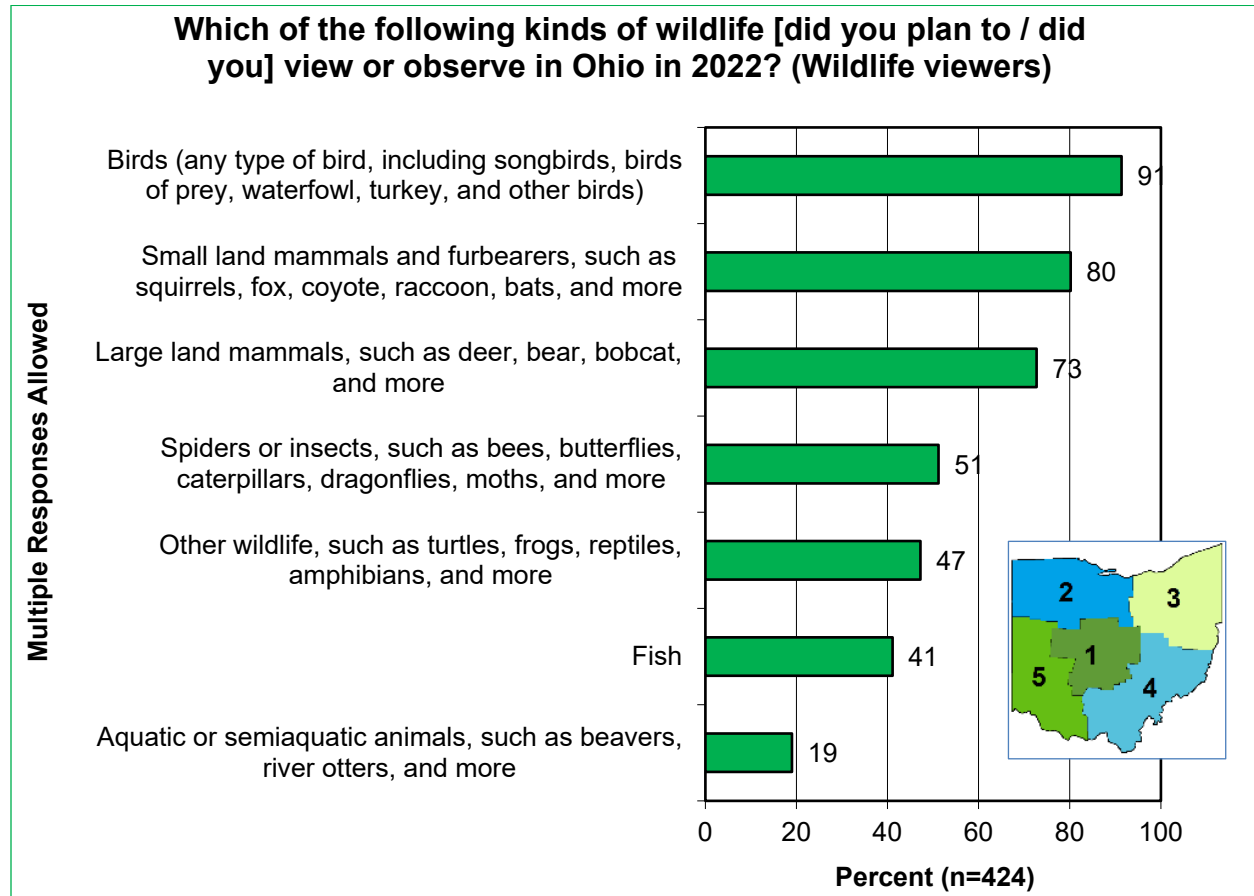 Which of the following kinds of wildlife [did you plan to / did
you] view or observe in Ohio in 2022? (Wildlife viewers)
Multiple Responses Allowed
Birds (any type of bird, including songbirds, birds
of prey, waterfowl, turkey, and other birds)
91
Small land mammals and furbearers, such as
squirrels, fox, coyote, raccoon, bats, and more
80
Large land mammals, such as deer, bear, bobcat,
and more
73
Spiders or insects, such as bees, butterflies,
caterpillars, dragonflies, moths, and more
51
Other wildlife, such as turtles, frogs, reptiles,
amphibians, and more
47
Fish
41
Aquatic or semiaquatic animals, such as beavers,
river otters, and more
19
2
3
1
5
4
0 20 40 60 80 100
Percent (n=424)